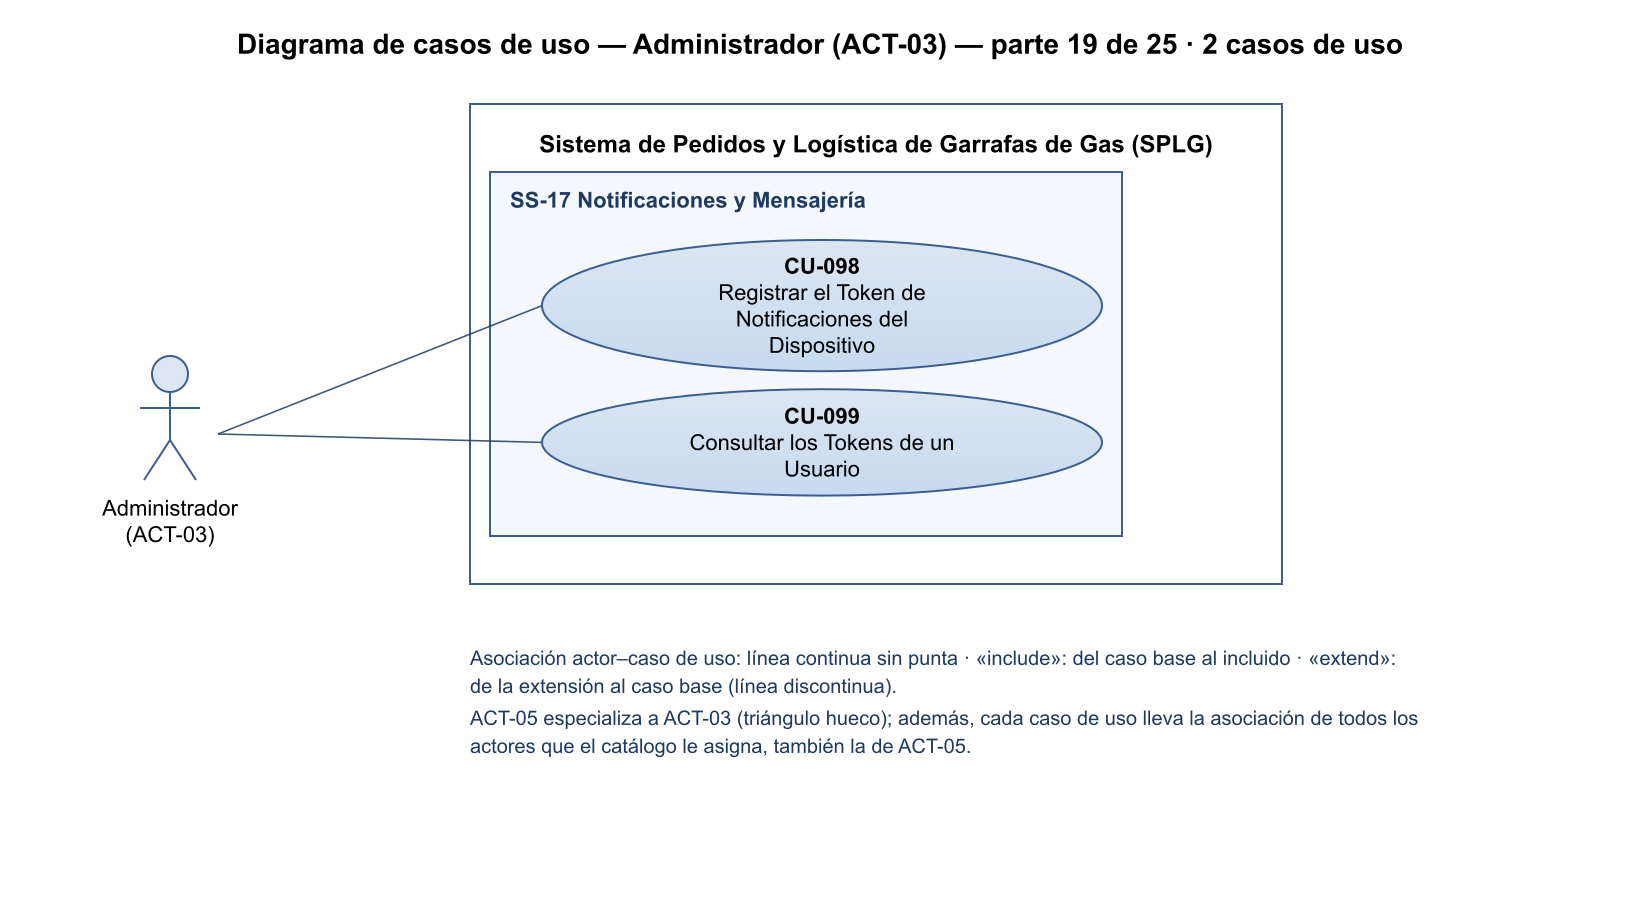 Diagrama de casos de uso — Administrador (ACT-03) — parte 19 de 25 · 2 casos de uso
Sistema de Pedidos y Logística de Garrafas de Gas (SPLG)
SS-17 Notificaciones y Mensajería
CU-098
Registrar el Token de
Notificaciones del
Dispositivo
CU-099
Consultar los Tokens de un
Usuario
Administrador
(ACT-03)
Asociación actor–caso de uso: línea continua sin punta · «include»: del caso base al incluido · «extend»:
de la extensión al caso base (línea discontinua).
ACT-05 especializa a ACT-03 (triángulo hueco); además, cada caso de uso lleva la asociación de todos los
actores que el catálogo le asigna, también la de ACT-05.